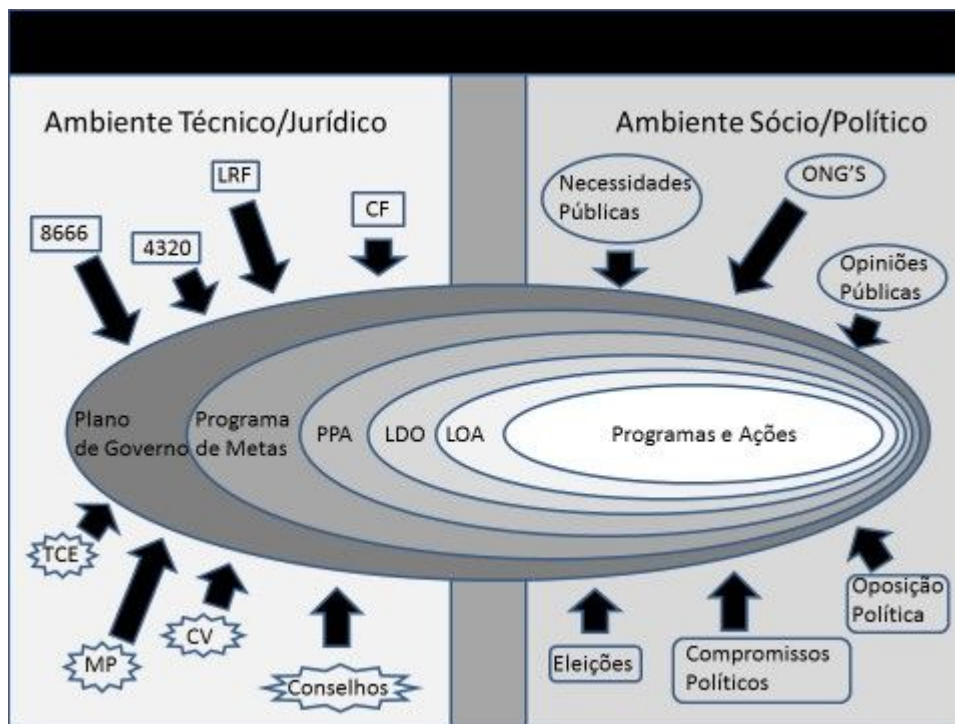 Ambiente Técnico/Jurídico
Ambiente Sócio/Político
LRF
CF
8666
4320
Necessidades
Públicas
ONG'S
Opiniões
Públicas
Plano
de Governo
Programa
de Metas
PPA
LDO
LOA
Programas e Ações
TCE
MP
CV
Conselhos
Eleições
Compromissos
Políticos
Oposição
Política